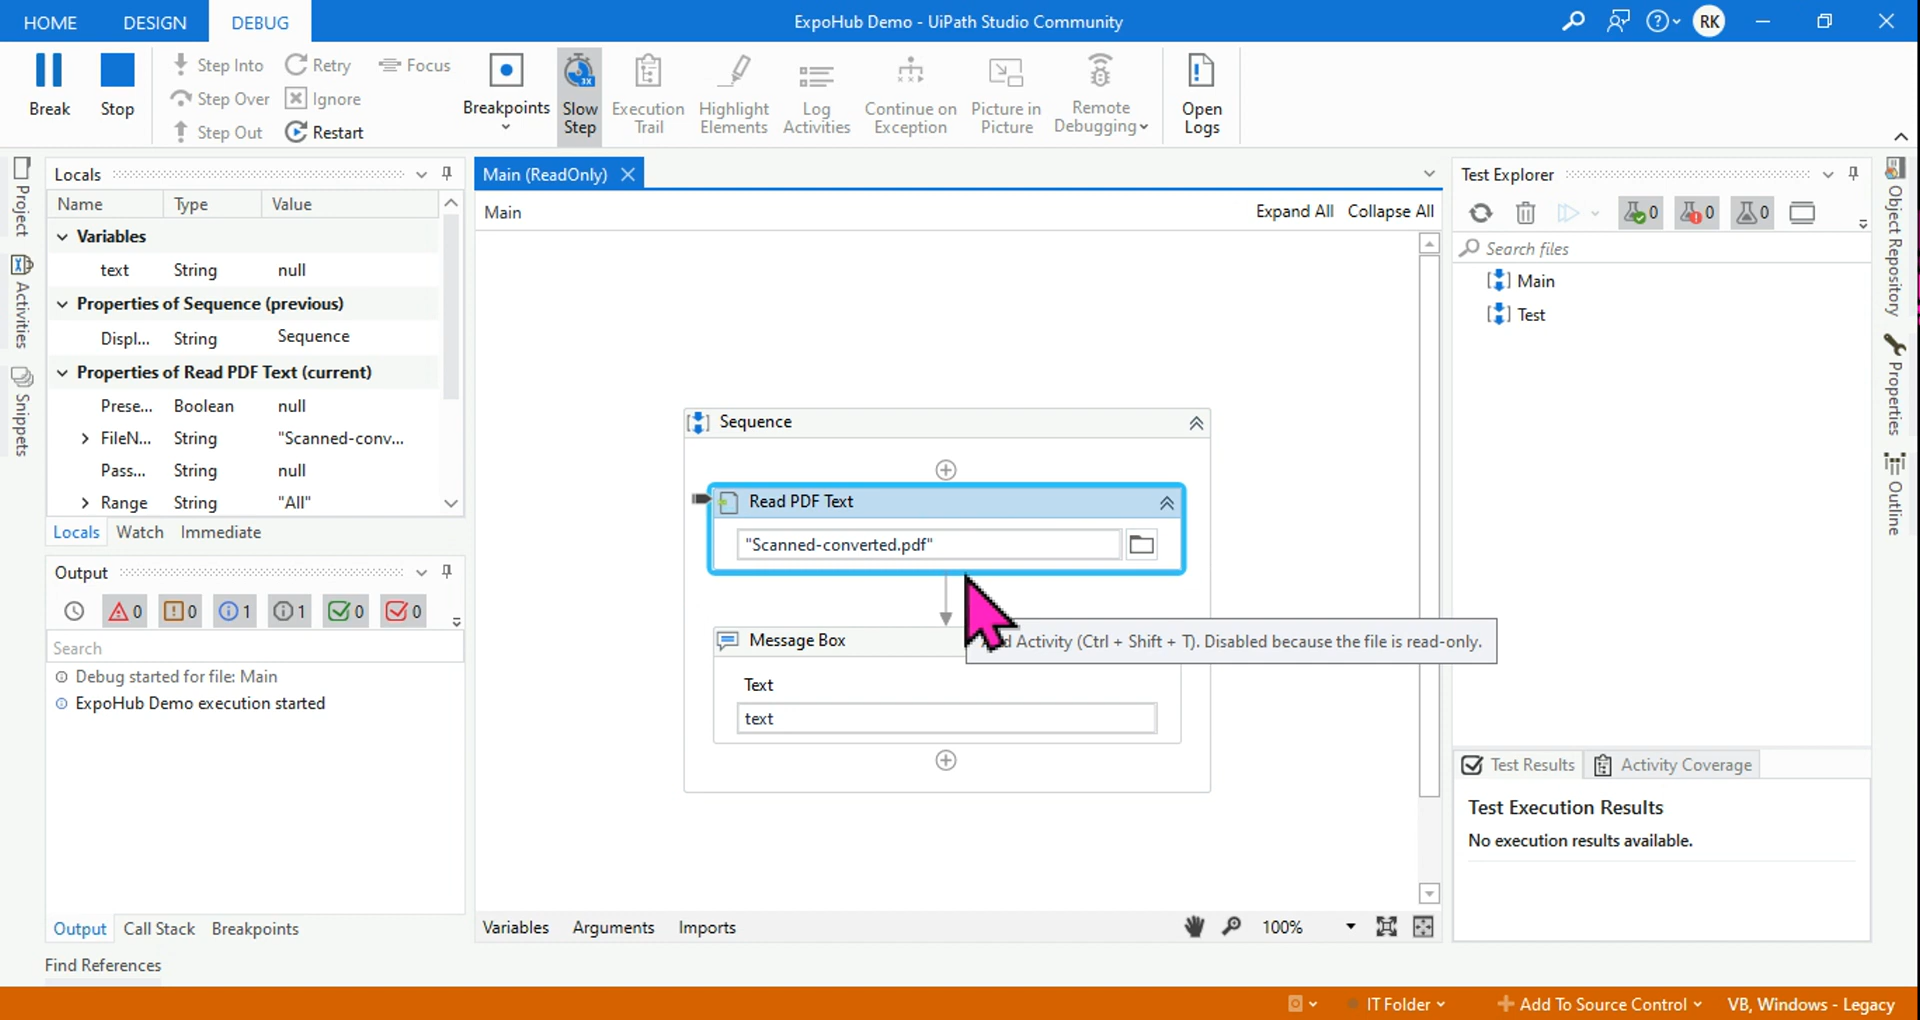 HOME DESIGN DEBUG ExpoHub Demo - UiPath Studio Community RK
Break Stop Step Into Retry Focus
Step Over Ignore
Step Out Restart
Breakpoints Slow Step Execution Trail Highlight Elements Log Activities Continue on Exception Picture in Picture Remote Debugging Open Logs
Project
Activities
Snippets
Locals
Name Type Value
Variables
text String null
Properties of Sequence (previous)
Displ... String Sequence
Properties of Read PDF Text (current)
Prese... Boolean null
FileN... String "Scanned-conv...
Pass... String null
Range String "All"
Locals Watch Immediate
Output
0 0 1 1 0 0
Search
Debug started for file: Main
ExpoHub Demo execution started
Output Call Stack Breakpoints
Find References
Main (ReadOnly)
Main Expand All Collapse All
Sequence
Read PDF Text
"Scanned-converted.pdf"
Message Box
Activity (Ctrl + Shift + T). Disabled because the file is read-only.
Text
text
Variables Arguments Imports 100%
Test Explorer
0 0 0
Search files
Main
Test
Test Results Activity Coverage
Test Execution Results
No execution results available.
Object Repository
Properties
Outline
IT Folder Add To Source Control VB, Windows - Legacy